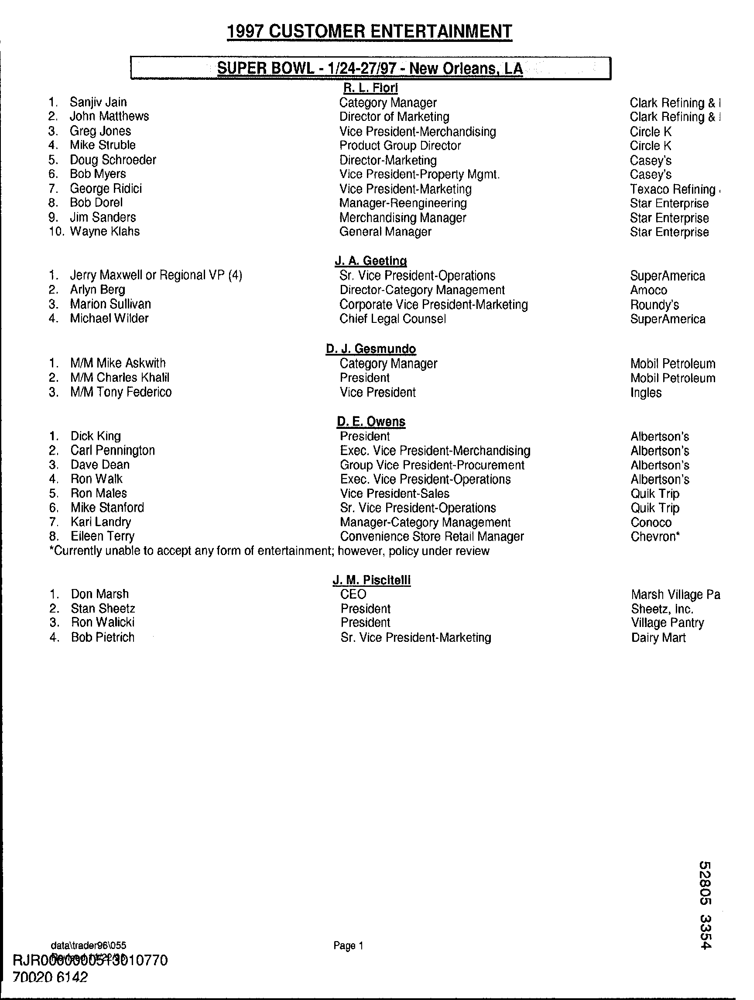 1997 CUSTOMER ENTERTAINMENT
SUPER BOWL - 1/24-27/97 - New Orleans, LA
R. L. Fiori
1. Sanjiv Jain Category Manager Clark Refining &
2. John Matthews Director of Marketing Clark Refining &
3. Greg Jones Vice President-Merchandising Circle K
4. Mike Struble Product Group Director Circle K
5. Doug Schroeder Director-Marketing Casey's
6. Bob Myers Vice President-Property Mgmt. Casey's
7. George Ridici Vice President-Marketing Texaco Refining
8. Bob Dorel Manager-Reengineering Star Enterprise
9. Jim Sanders Merchandising Manager Star Enterprise
10. Wayne Klahs General Manager Star Enterprise
J. A. Geeting
1. Jerry Maxwell or Regional VP (4) Sr. Vice President-Operations SuperAmerica
2. Arlyn Berg Director-Category Management Amoco
3. Marion Sullivan Corporate Vice President-Marketing Roundy's
4. Michael Wilder Chief Legal Counsel SuperAmerica
D. J. Gesmundo
1. M/M Mike Askwith Category Manager Mobil Petroleum
2. M/M Charles Khalil President Mobil Petroleum
3. M/M Tony Federico Vice President Ingles
D. E. Owens
1. Dick King President Albertson's
2. Carl Pennington Exec. Vice President-Merchandising Albertson's
3. Dave Dean Group Vice President-Procurement Albertson's
4. Ron Walk Exec. Vice President-Operations Albertson's
5. Ron Males Vice President-Sales Quik Trip
6. Mike Stanford Sr. Vice President-Operations Quik Trip
7. Kari Landry Manager-Category Management Conoco
8. Eileen Terry Convenience Store Retail Manager Chevron*
*Currently unable to accept any form of entertainment; however, policy under review
J. M. Piscitelli
1. Don Marsh CEO Marsh Village Pa
2. Stan Sheetz President Sheetz, Inc.
3. Ron Walicki President Village Pantry
4. Bob Pietrich Sr. Vice President-Marketing Dairy Mart
52805 3354
data\trader96\055 Page 1
RJR0000000513010770
70020 6142